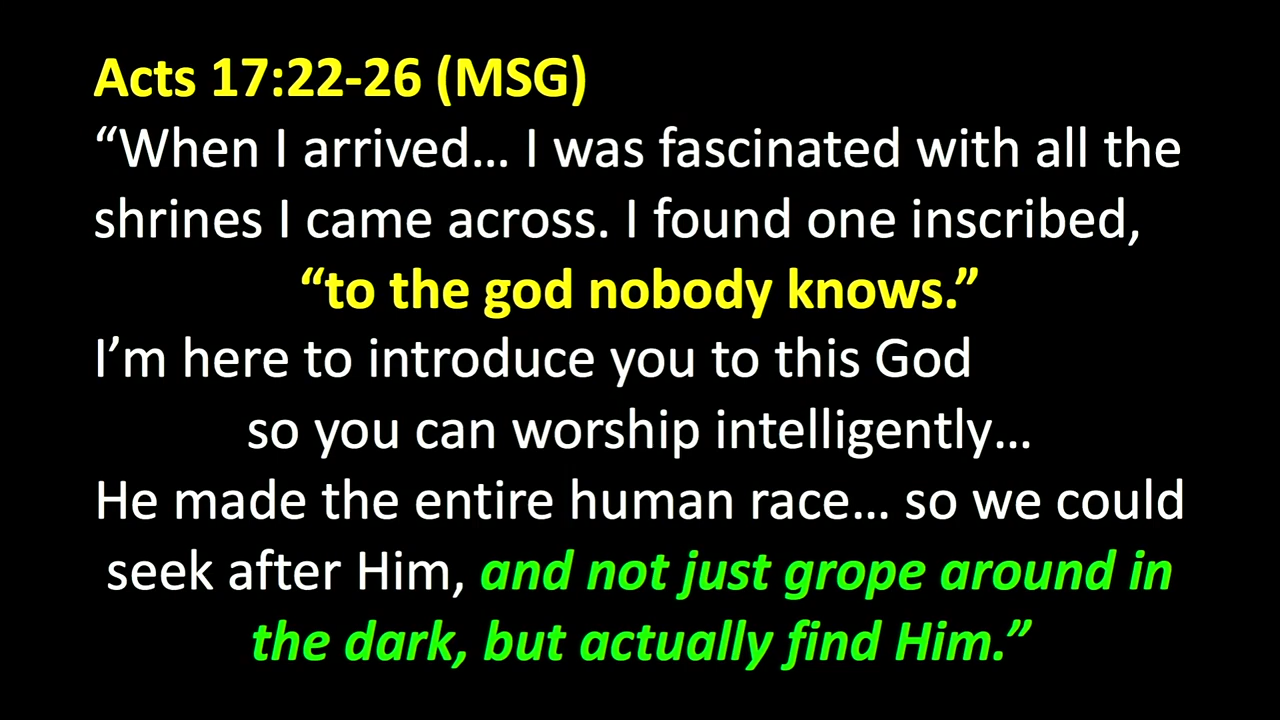 Acts 17:22-26 (MSG)
“When I arrived… I was fascinated with all the
shrines I came across. I found one inscribed,
“to the god nobody knows.”
I’m here to introduce you to this God
so you can worship intelligently…
He made the entire human race… so we could
seek after Him, and not just grope around in
the dark, but actually find Him.”